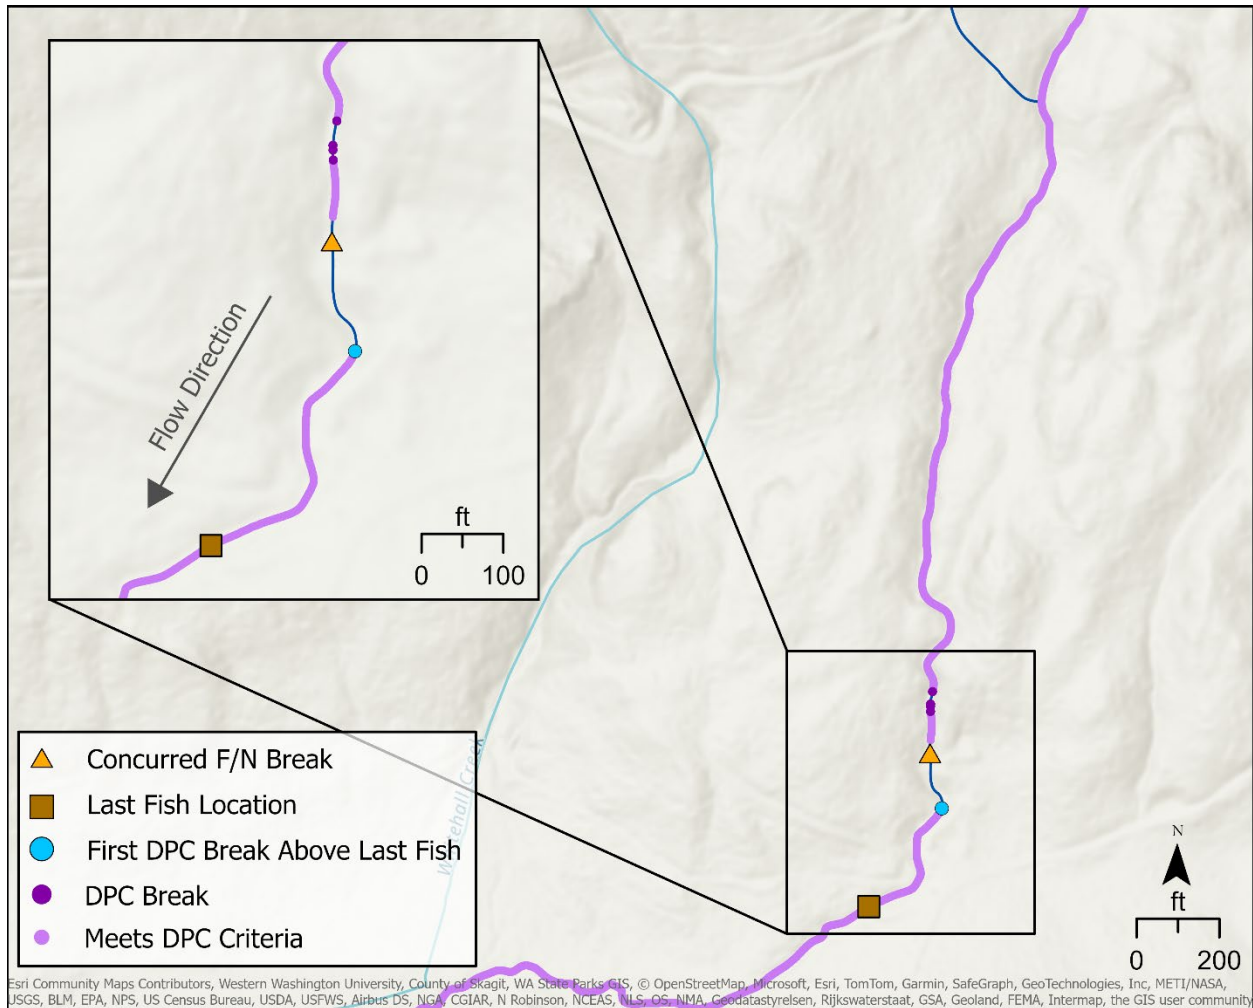 Flow Direction
ft
0 100
Concurred F/N Break
Last Fish Location
First DPC Break Above Last Fish
DPC Break
Meets DPC Criteria
Whitehall Creek
N
ft
0 200
Esri Community Maps Contributors, Western Washington University, County of Skagit, WA State Parks GIS, © OpenStreetMap, Microsoft, Esri, TomTom, Garmin, SafeGraph, GeoTechnologies, Inc, METI/NASA,
USGS, BLM, EPA, NPS, US Census Bureau, USDA, USFWS, Airbus DS, NGA, CGIAR, N Robinson, NCEAS, NLS, OS, NMA, Geodatastyrelsen, Rijkswaterstaat, GSA, Geoland, FEMA, Intermap, the GIS user community